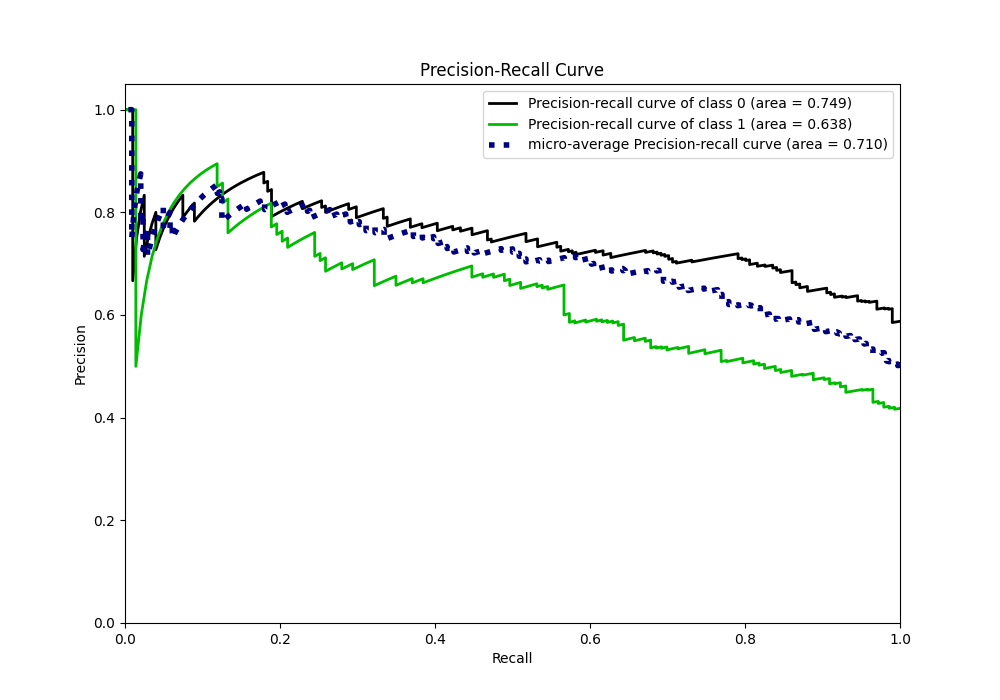 Precision-Recall Curve
Precision-recall curve of class 0 (area = 0.749)
Precision-recall curve of class 1 (area = 0.638)
micro-average Precision-recall curve (area = 0.710)
Precision
1.0
0.8
0.6
0.4
0.2
0.0
0.0 0.2 0.4 0.6 0.8 1.0
Recall